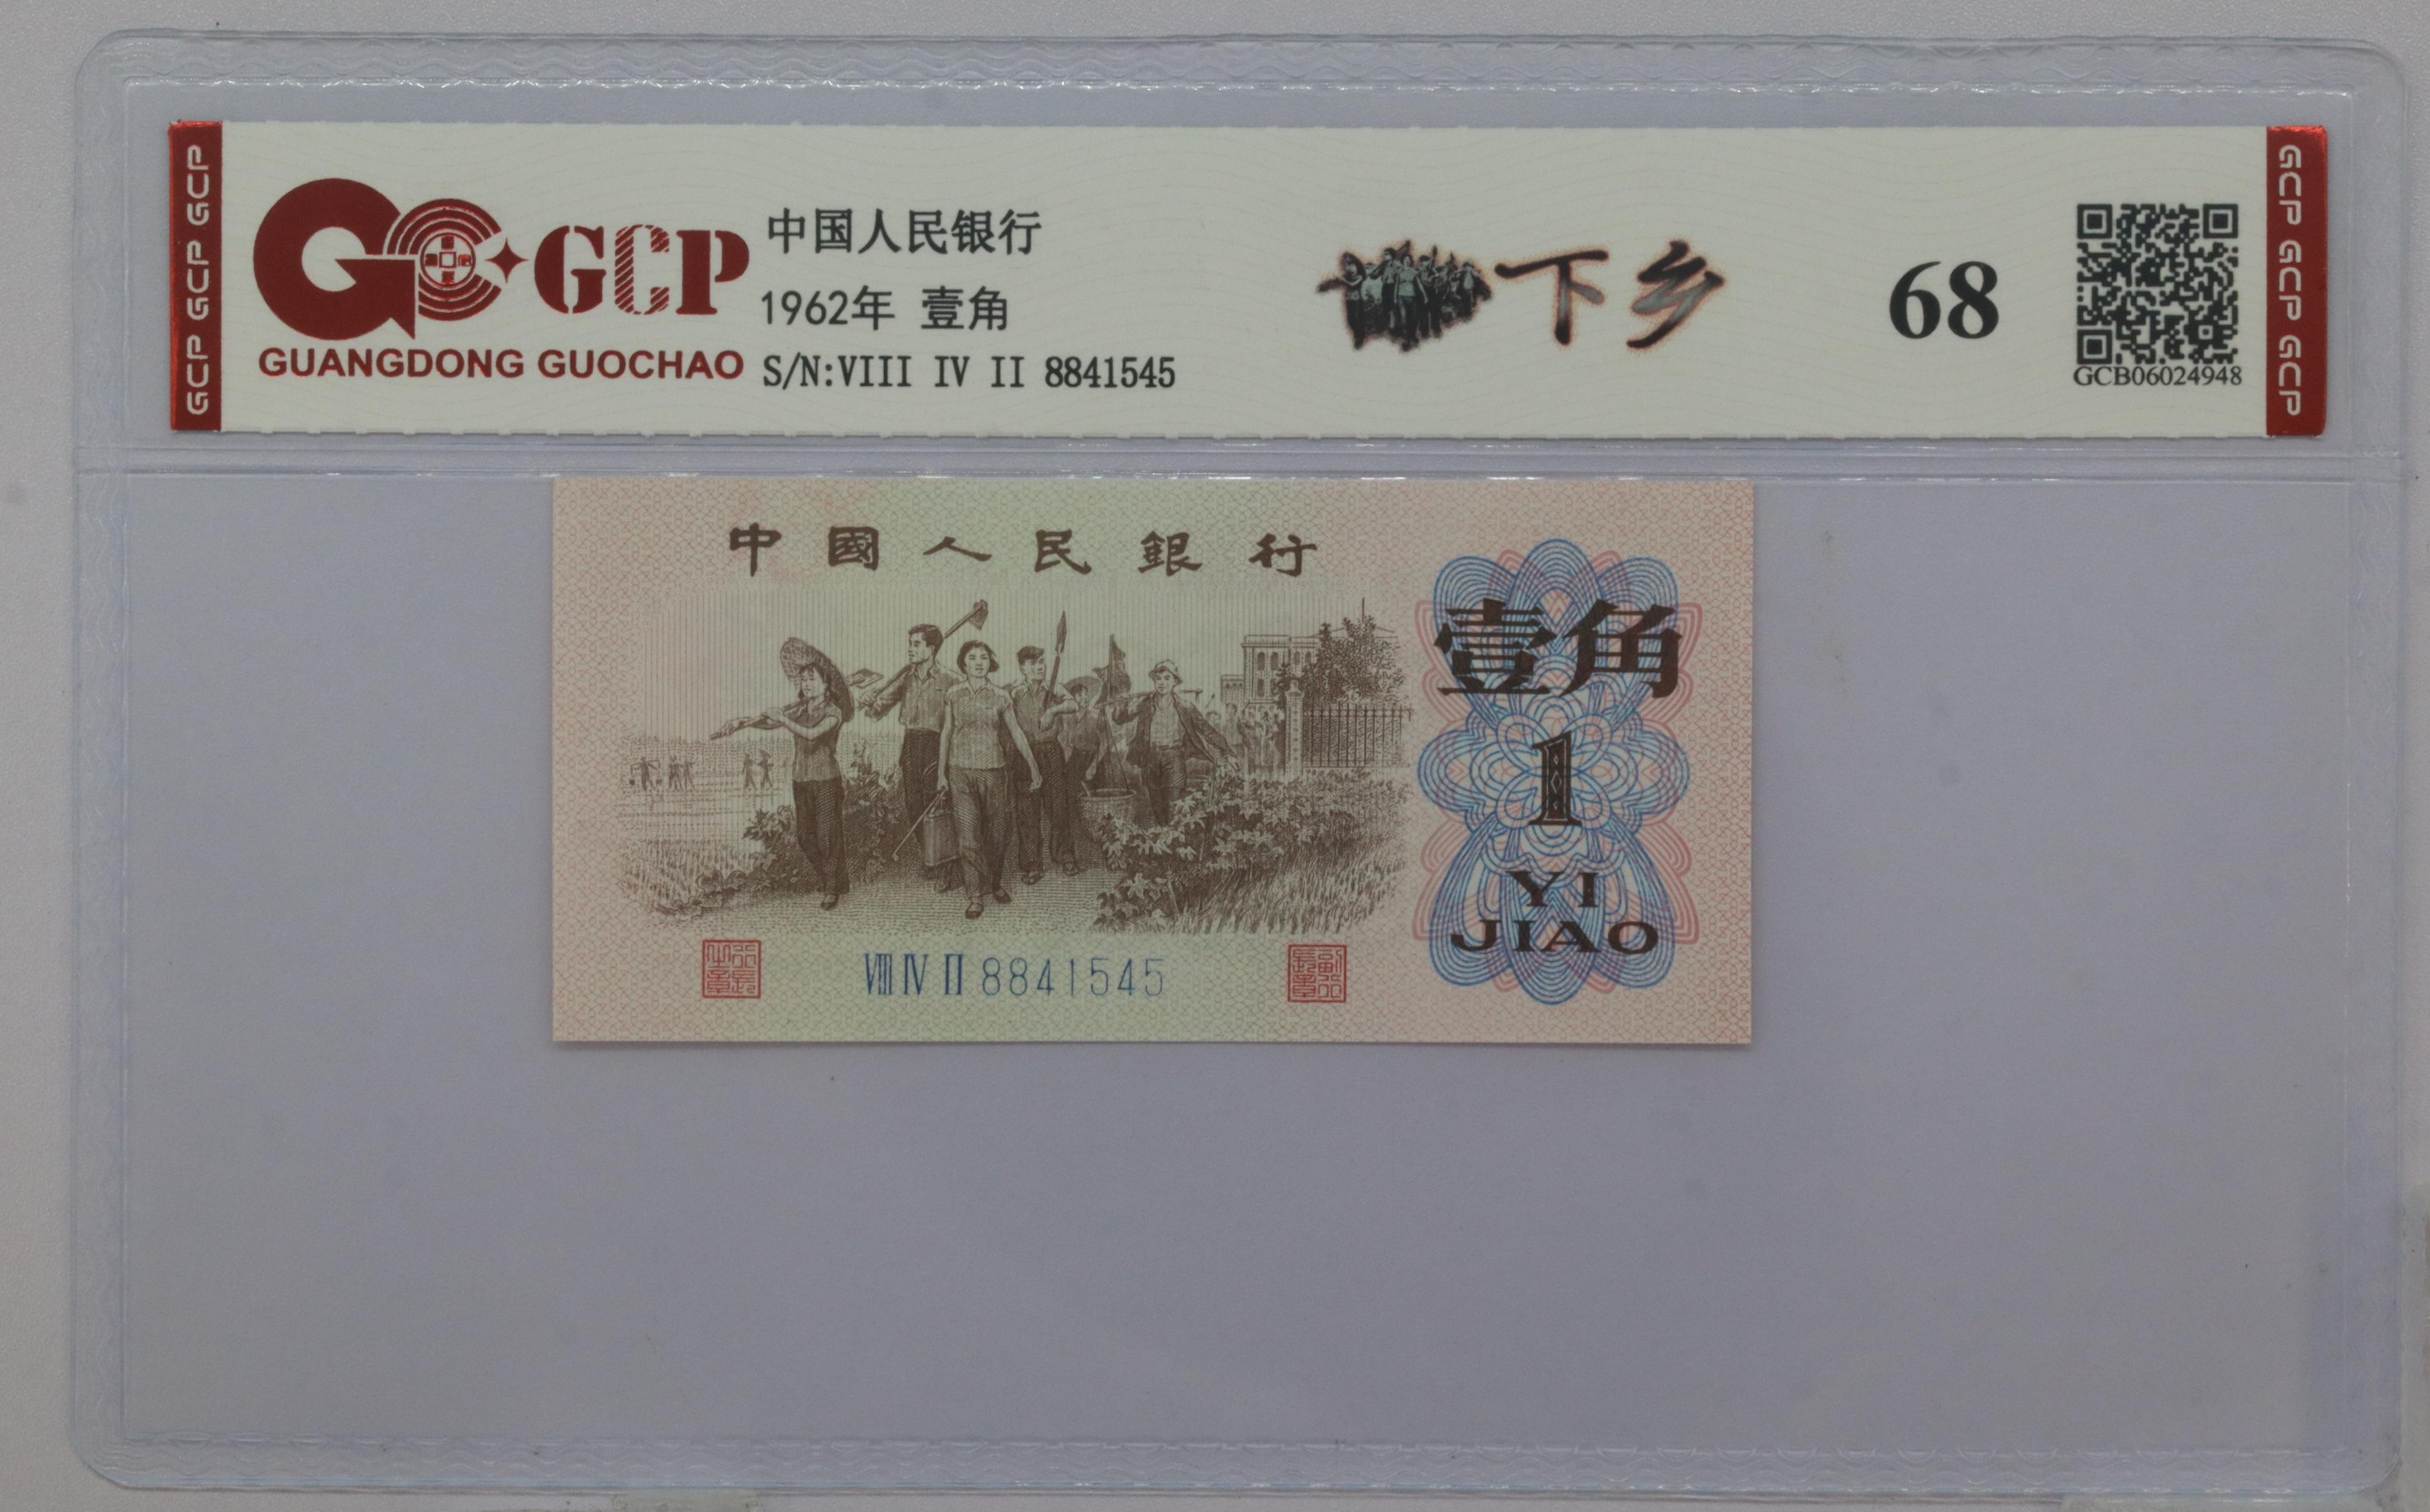 GCP GCP GCP
GCP
GUANGDONG GUOCHAO
中国人民银行
1962年 壹角
S/N:VIII IV II 8841545
下乡
68
GCB06024948
GCP GCP GCP
中國人民銀行
壹角
1
YI
JIAO
VIII IV II 8841545